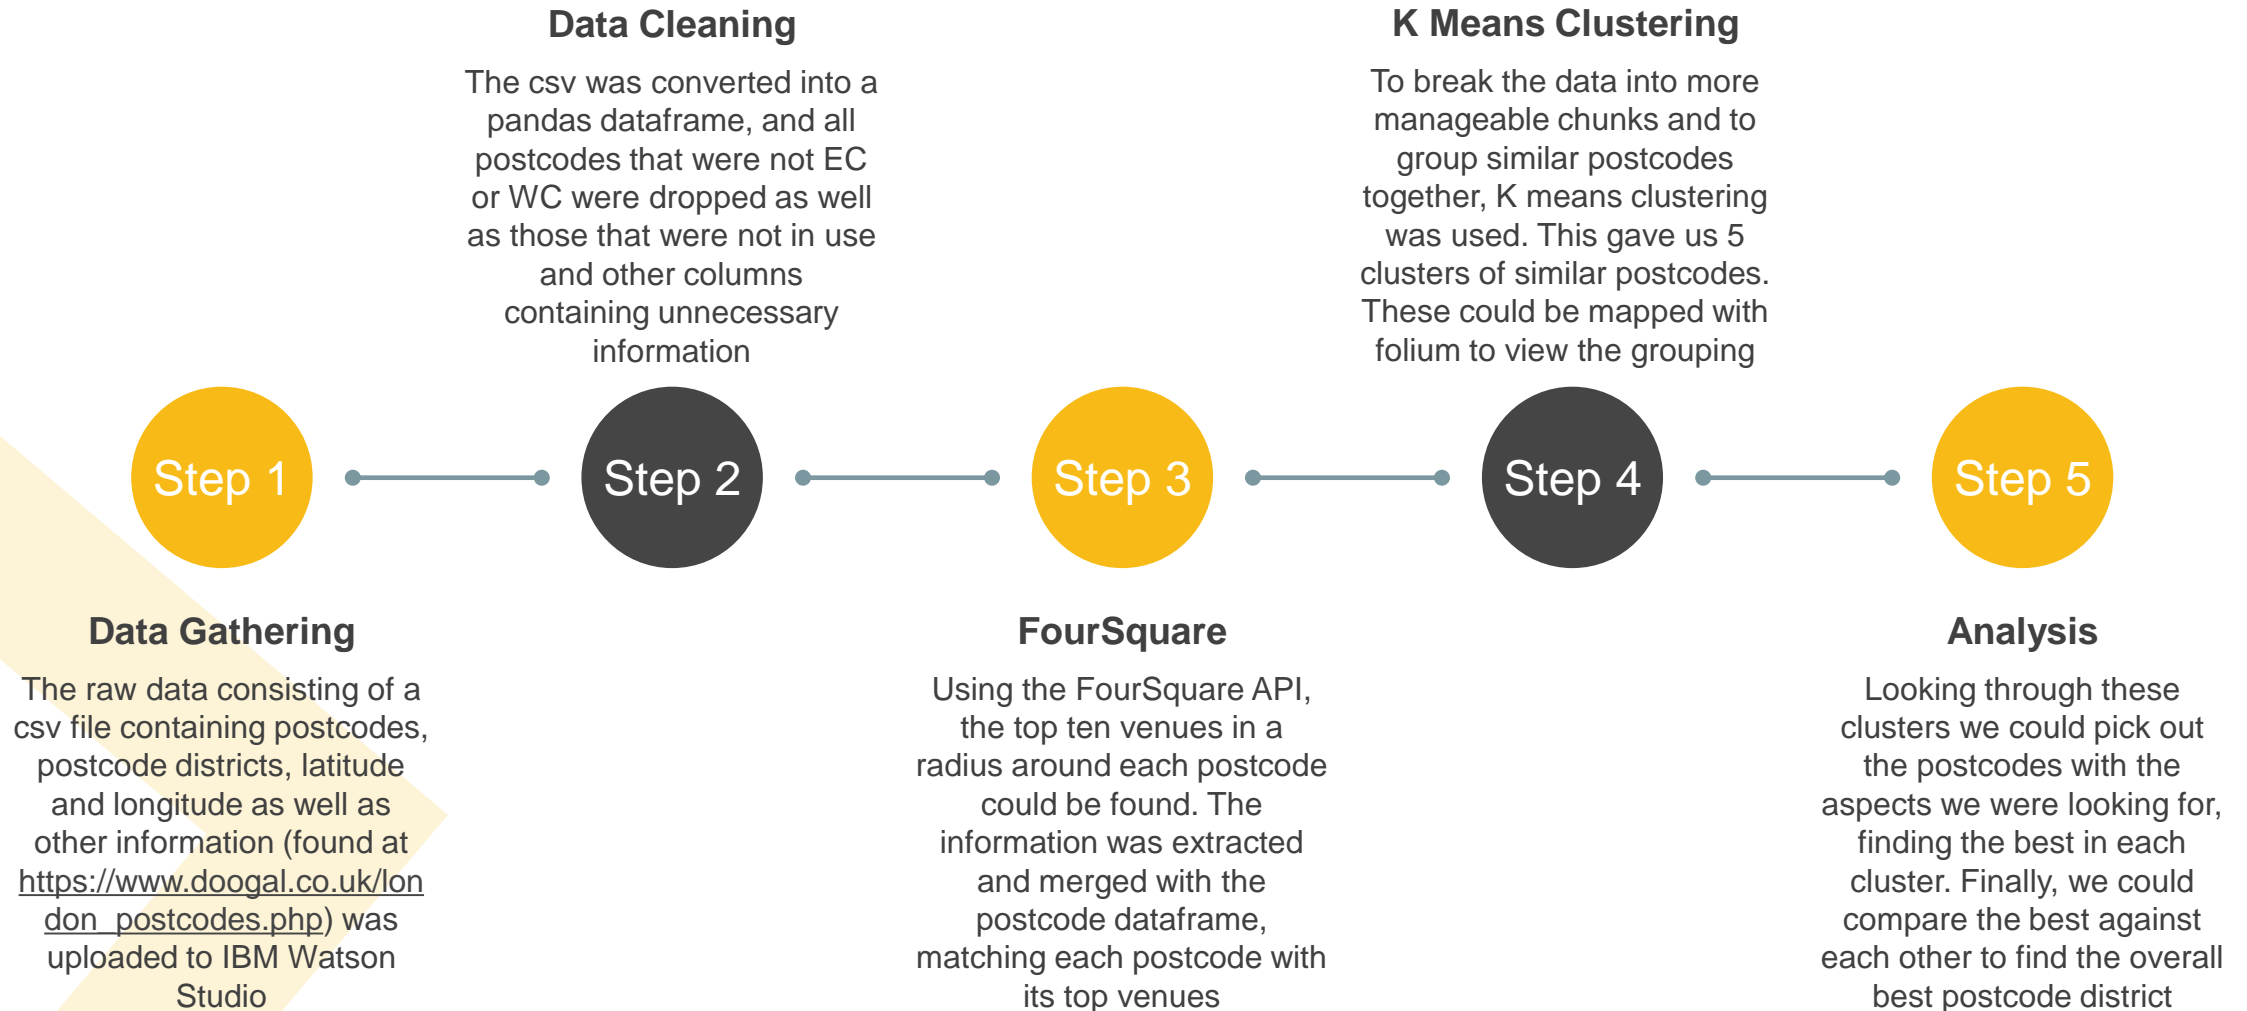 Data Cleaning
The csv was converted into a
pandas dataframe, and all
postcodes that were not EC
or WC were dropped as well
as those that were not in use
and other columns
containing unnecessary
information
K Means Clustering
To break the data into more
manageable chunks and to
group similar postcodes
together, K means clustering
was used. This gave us 5
clusters of similar postcodes.
These could be mapped with
folium to view the grouping
Step 1
Step 2
Step 3
Step 4
Step 5
Data Gathering
The raw data consisting of a
csv file containing postcodes,
postcode districts, latitude
and longitude as well as
other information (found at
https://www.doogal.co.uk/lon
don_postcodes.php) was
uploaded to IBM Watson
Studio
FourSquare
Using the FourSquare API,
the top ten venues in a
radius around each postcode
could be found. The
information was extracted
and merged with the
postcode dataframe,
matching each postcode with
its top venues
Analysis
Looking through these
clusters we could pick out
the postcodes with the
aspects we were looking for,
finding the best in each
cluster. Finally, we could
compare the best against
each other to find the overall
best postcode district